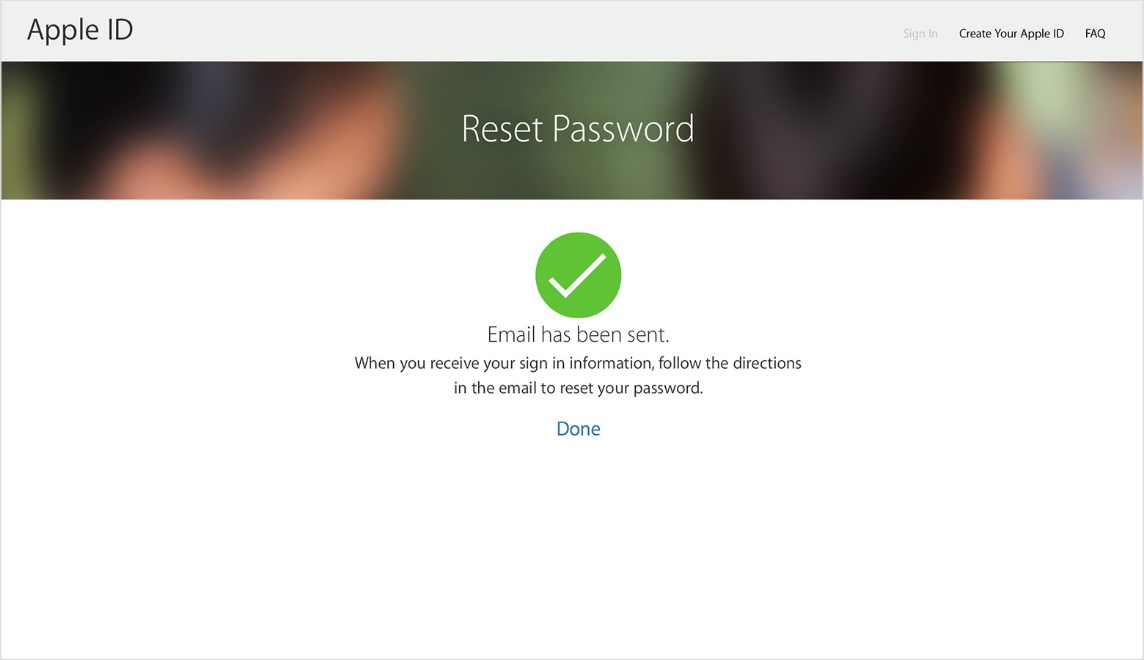 Apple ID
Sign In Create Your Apple ID FAQ
Reset Password
Email has been sent.
When you receive your sign in information, follow the directions
in the email to reset your password.
Done